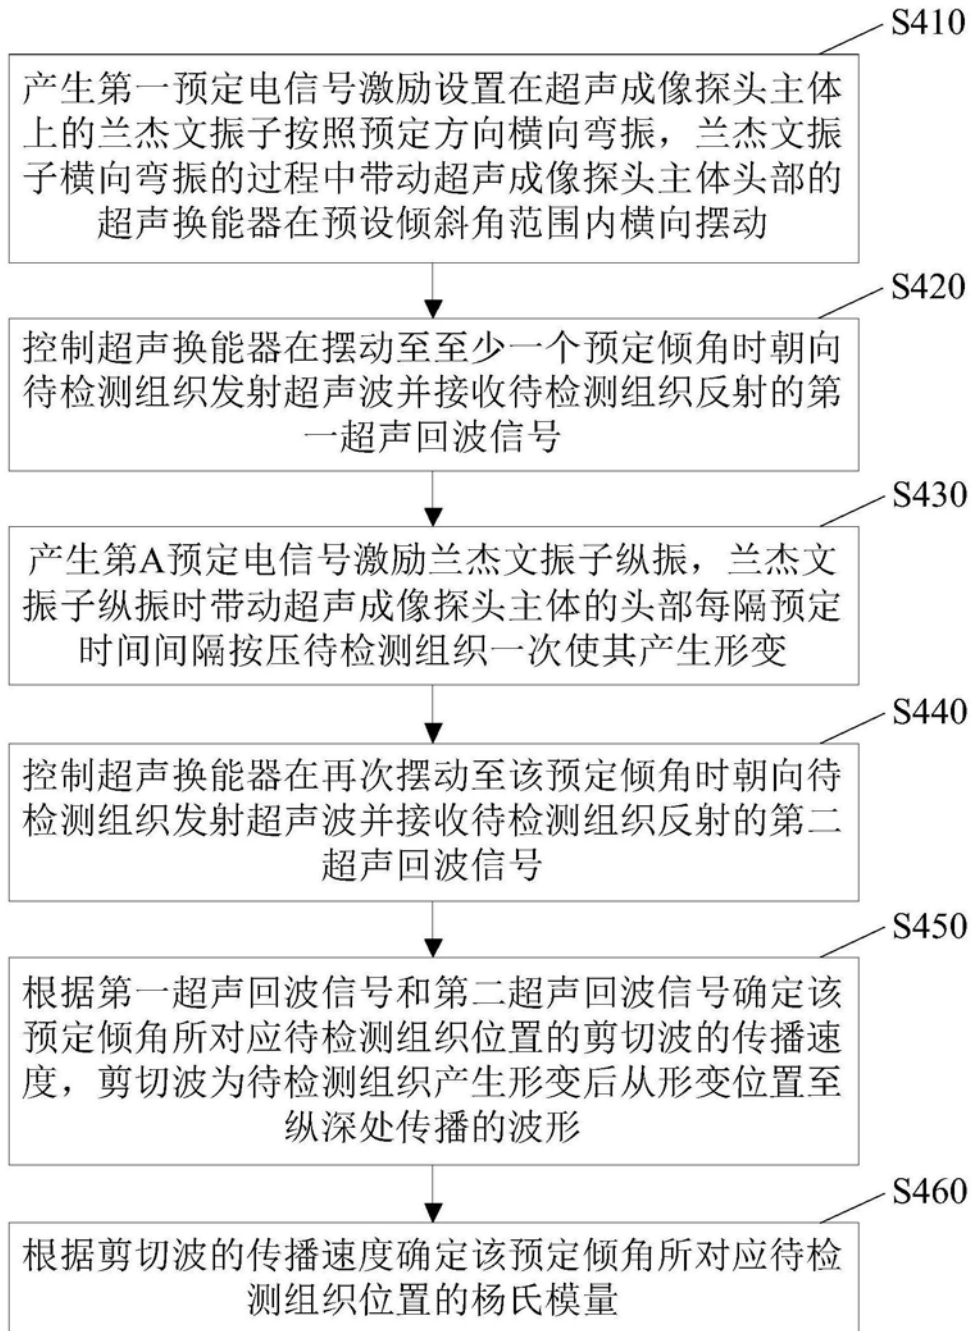 S410
产生第一预定电信号激励设置在超声成像探头主体
上的兰杰文振子按照预定方向横向弯振，兰杰文振
子横向弯振的过程中带动超声成像探头主体头部的
超声换能器在预设倾斜角范围内横向摆动
S420
控制超声换能器在摆动至至少一个预定倾角时朝向
待检测组织发射超声波并接收待检测组织反射的第
一超声回波信号
S430
产生第A预定电信号激励兰杰文振子纵振，兰杰文
振子纵振时带动超声成像探头主体的头部每隔预定
时间间隔按压待检测组织一次使其产生形变
S440
控制超声换能器在再次摆动至该预定倾角时朝向待
检测组织发射超声波并接收待检测组织反射的第二
超声回波信号
S450
根据第一超声回波信号和第二超声回波信号确定该
预定倾角所对应待检测组织位置的剪切波的传播速
度，剪切波为待检测组织产生形变后从形变位置至
纵深处传播的波形
S460
根据剪切波的传播速度确定该预定倾角所对应待检
测组织位置的杨氏模量